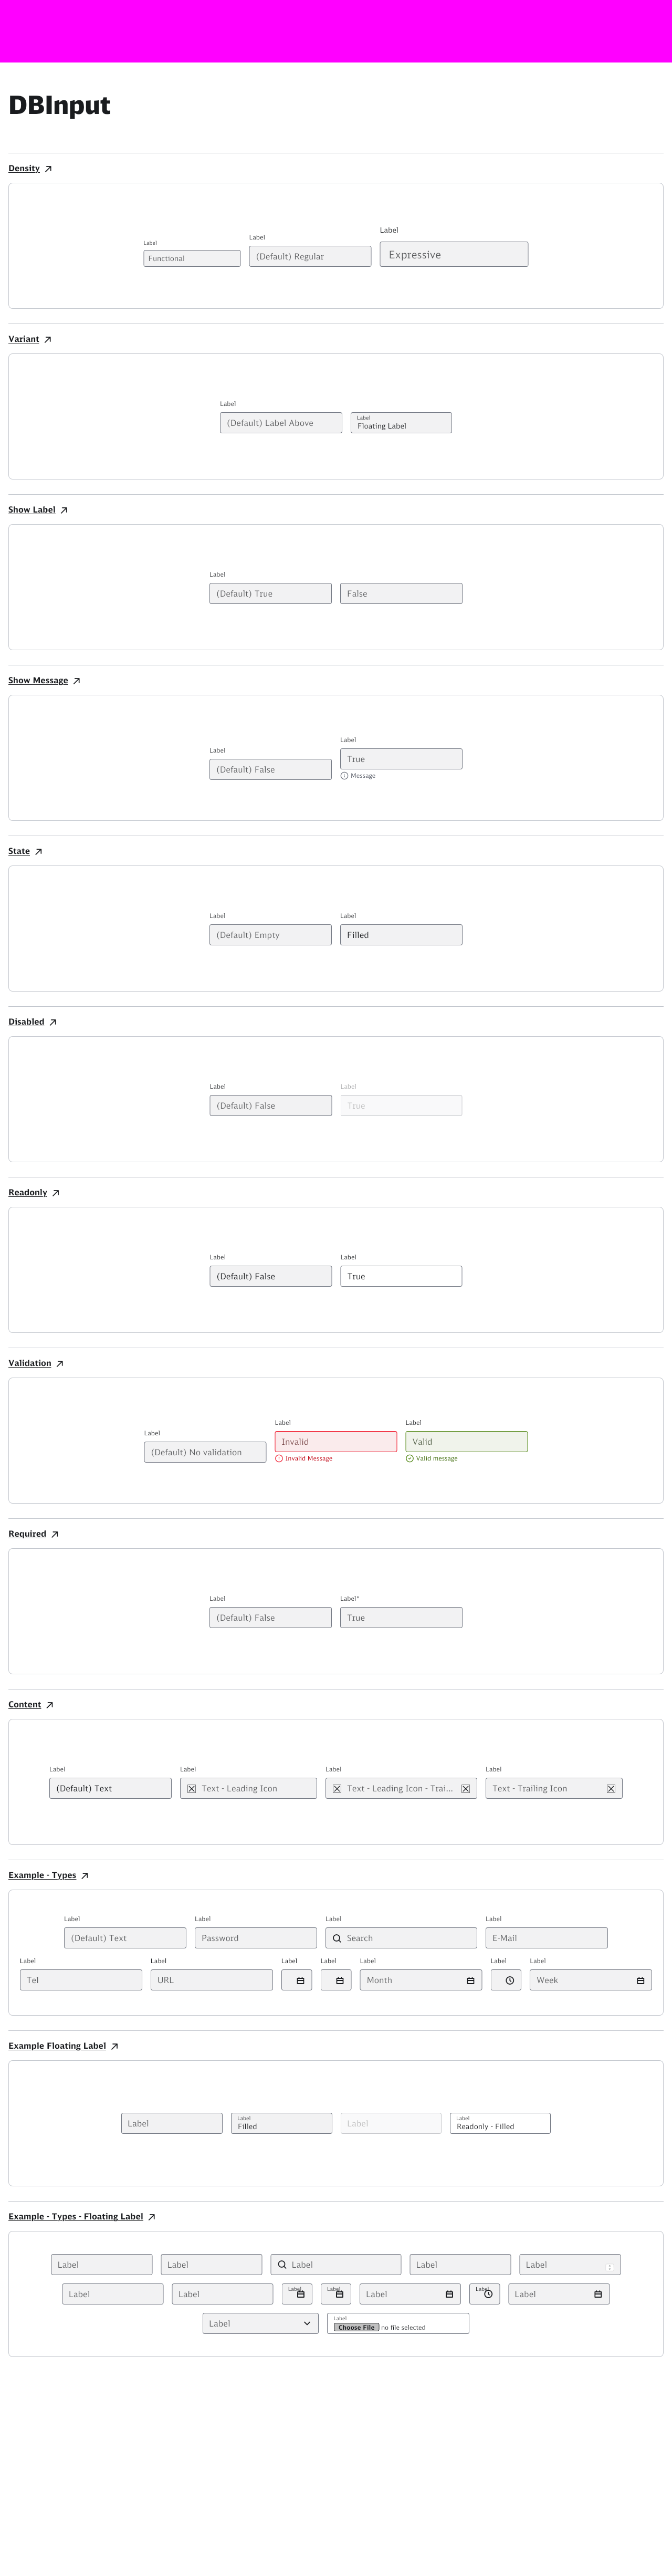 DBInput
Density
Label Label Label
Functional (Default) Regular Expressive
Variant
Label Label
(Default) Label Above Floating Label
Show Label
Label
(Default) True False
Show Message
Label Label
(Default) False True
Message
State
Label Label
(Default) Empty Filled
Disabled
Label Label
(Default) False True
Readonly
Label Label
(Default) False True
Validation
Label Label Label
(Default) No validation Invalid Valid
Invalid Message Valid message
Required
Label Label*
(Default) False True
Content
Label Label Label Label
(Default) Text Text - Leading Icon Text - Leading Icon - Trai... Text - Trailing Icon
Example - Types
Label Label Label Label
(Default) Text Password Search E-Mail
Label Label Label Label Label Label Label
Tel URL Month Week
Example Floating Label
Label Label Label Label
Filled Readonly - Filled
Example - Types - Floating Label
Label Label Label Label Label
Label Label Label Label Label Label Label
Label Label
Choose File no file selected